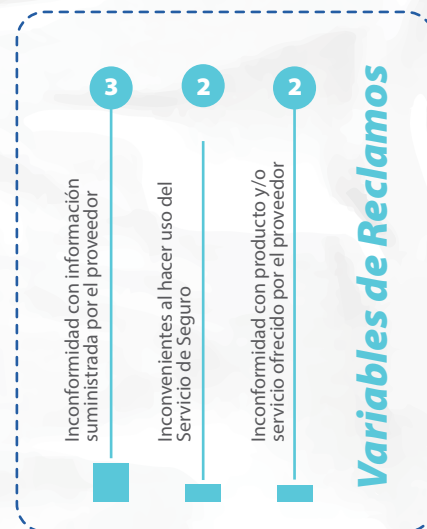 Inconformidad con información
suministrada por el proveedor
3
Inconvenientes al hacer uso del
Servicio de Seguro
2
Inconformidad con producto y/o
servicio ofrecido por el proveedor
2
Variables de Reclamos